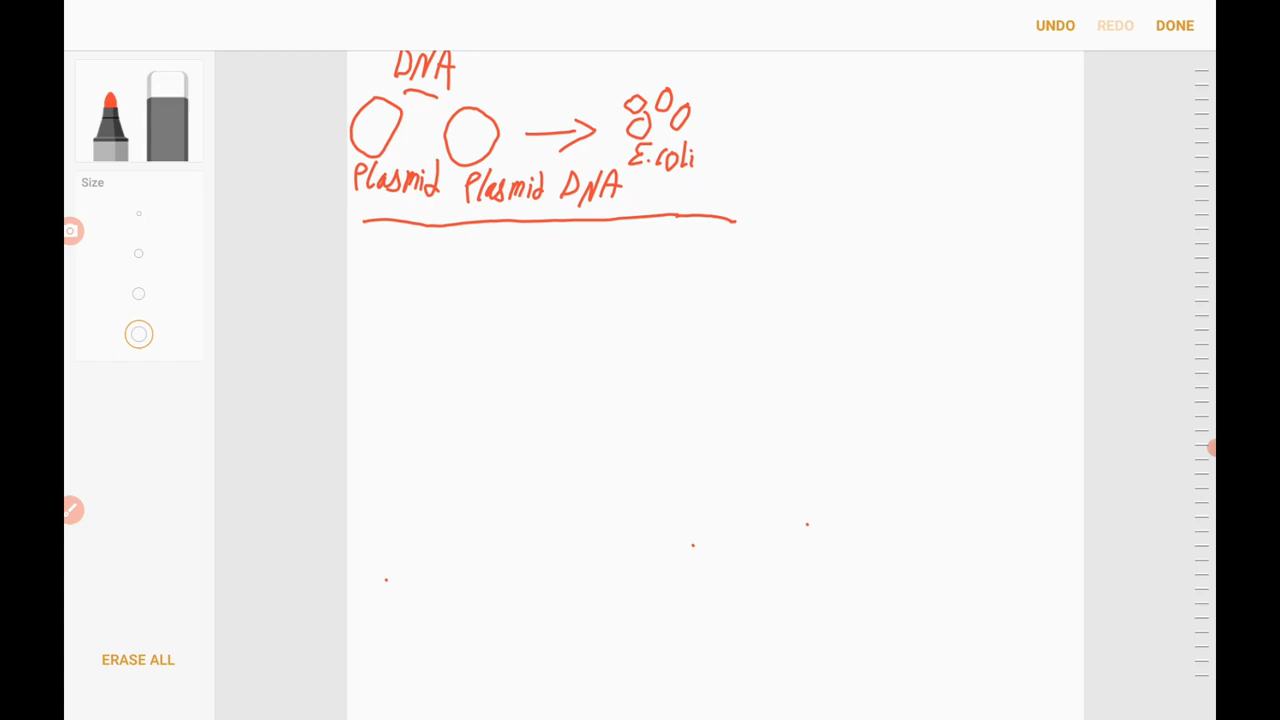 UNDO REDO DONE
DNA
Size
E.coli
Plasmid Plasmid DNA
ERASE ALL